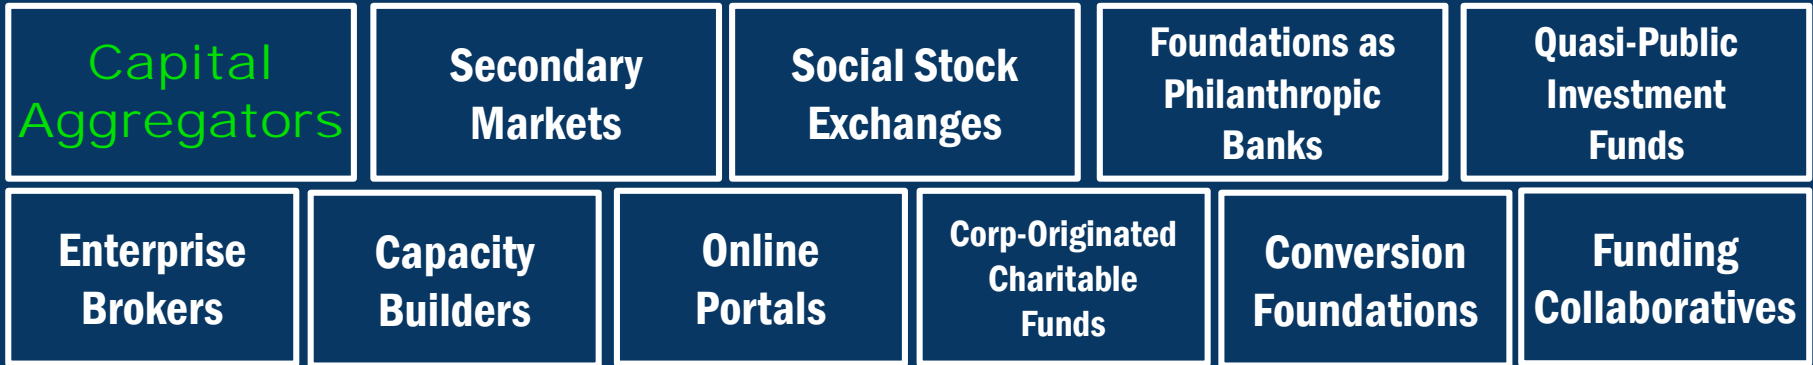 Capital
Aggregators
Secondary
Markets
Social Stock
Exchanges
Foundations as
Philanthropic
Banks
Quasi-Public
Investment
Funds
Enterprise
Brokers
Capacity
Builders
Online
Portals
Corp-Originated
Charitable
Funds
Conversion
Foundations
Funding
Collaboratives